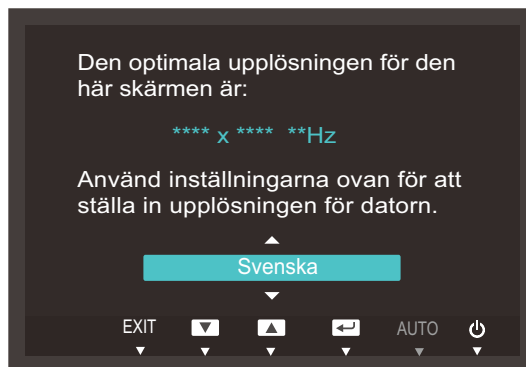 Den optimala upplösningen för den
här skärmen är:
**** x **** **Hz
Använd inställningarna ovan för att
ställa in upplösningen för datorn.
Svenska
EXIT AUTO